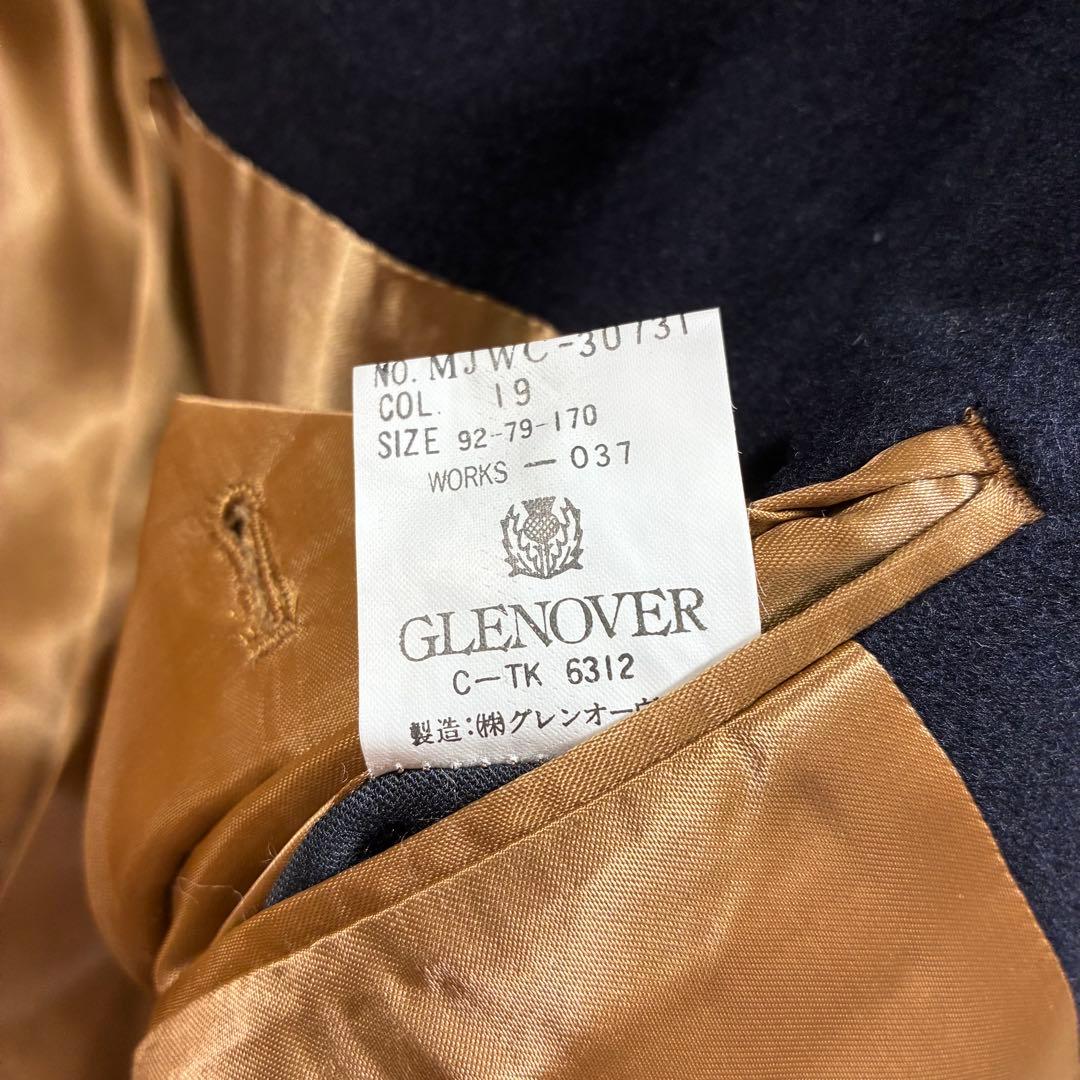 NO. MJWC-30731
COL. 19
SIZE 92-79-170
WORKS — 037
GLENOVER
C-TK 6312
製造:㈱グレンオーヴ